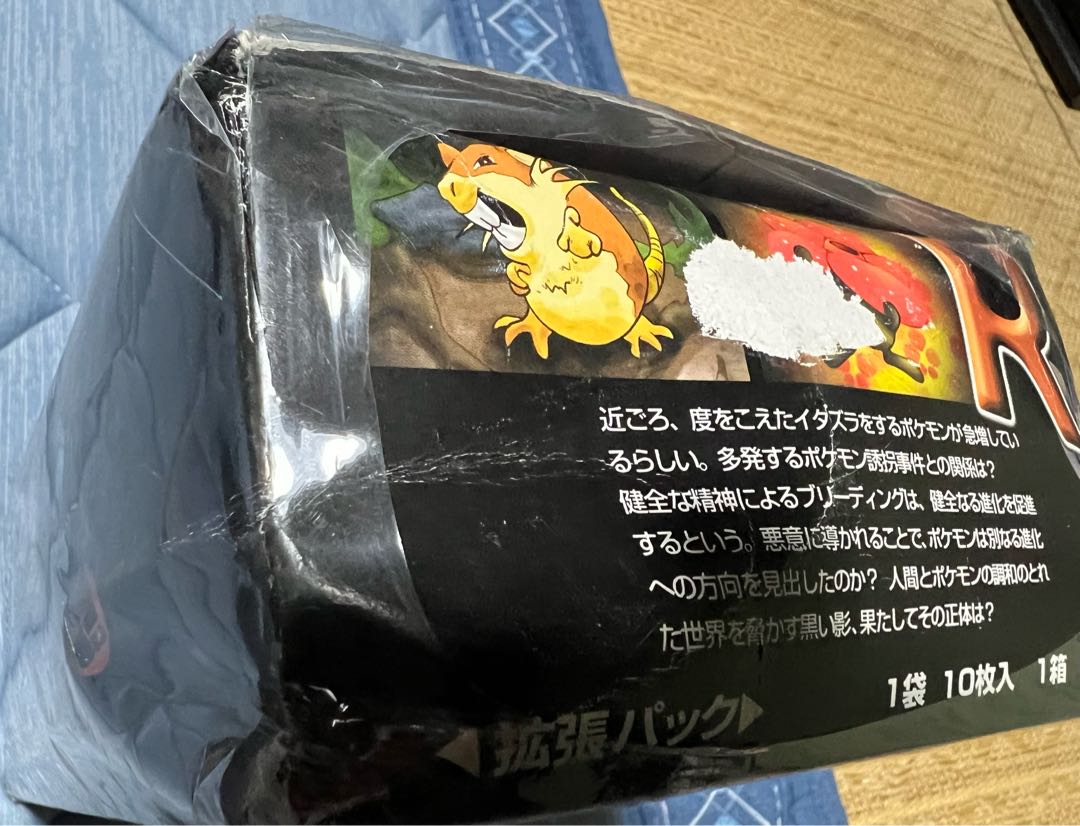 R
近ごろ、度をこえたイタズラをするポケモンが急増してい
るらしい。多発するポケモン誘拐事件との関係は?
健全な精神によるブリーディングは、健全なる進化を促進
するという。悪意に導かれることで、ポケモンは別なる進化
への方向を見出したのか? 人間とポケモンの調和のとれ
た世界を脅かす黒い影、果たしてその正体は?
1袋 10枚入 1箱
◀拡張パック▶